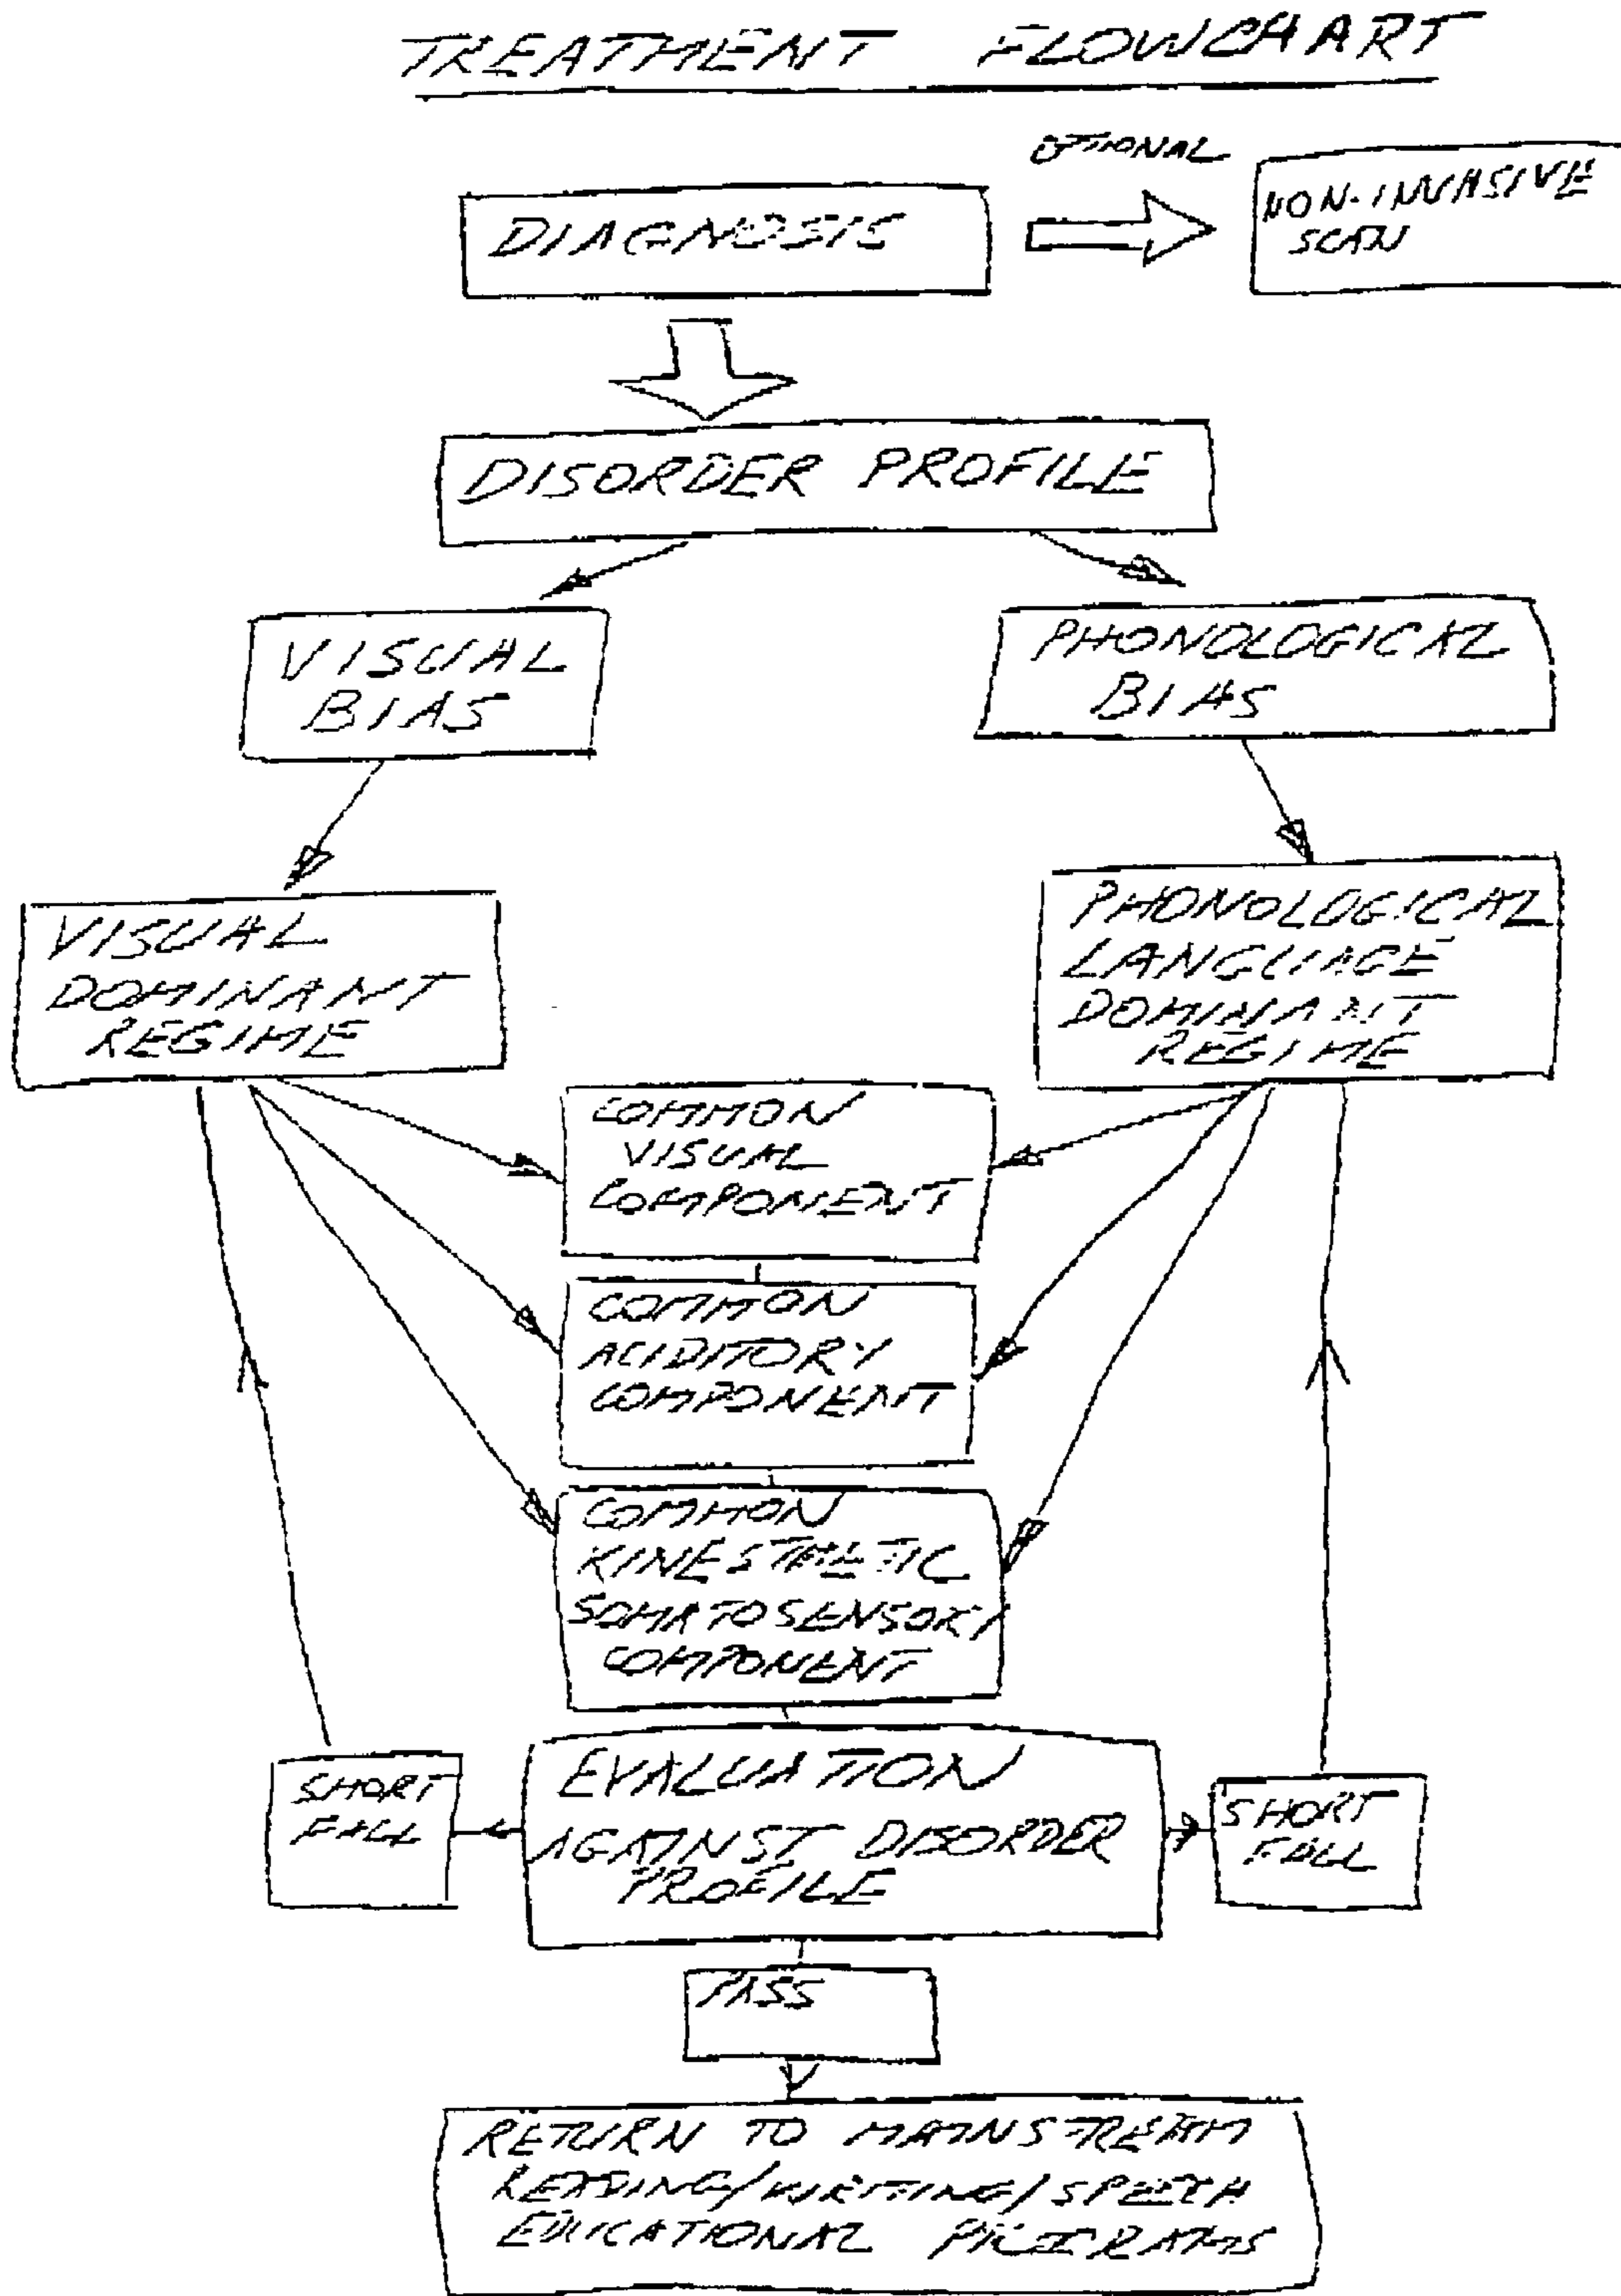 TREATMENT FLOWCHART
OPTIONAL
DIAGNOSIS
NON-INVASIVE
SCAN
DISORDER PROFILE
VISUAL
BIAS
PHONOLOGICAL
BIAS
VISUAL
DOMINANT
REGIME
PHONOLOGICAL
LANGUAGE
DOMINANT
REGIME
COMMON
VISUAL
COMPONENT
COMMON
AUDITORY
COMPONENT
COMMON
KINESTHETIC
SOMATOSENSORY
COMPONENT
SHORT
FALL
EVALUATION
AGAINST DISORDER
PROFILE
SHORT
FALL
PASS
RETURN TO MAINSTREAM
READING/WRITING/SPEECH
EDUCATIONAL PROGRAMS